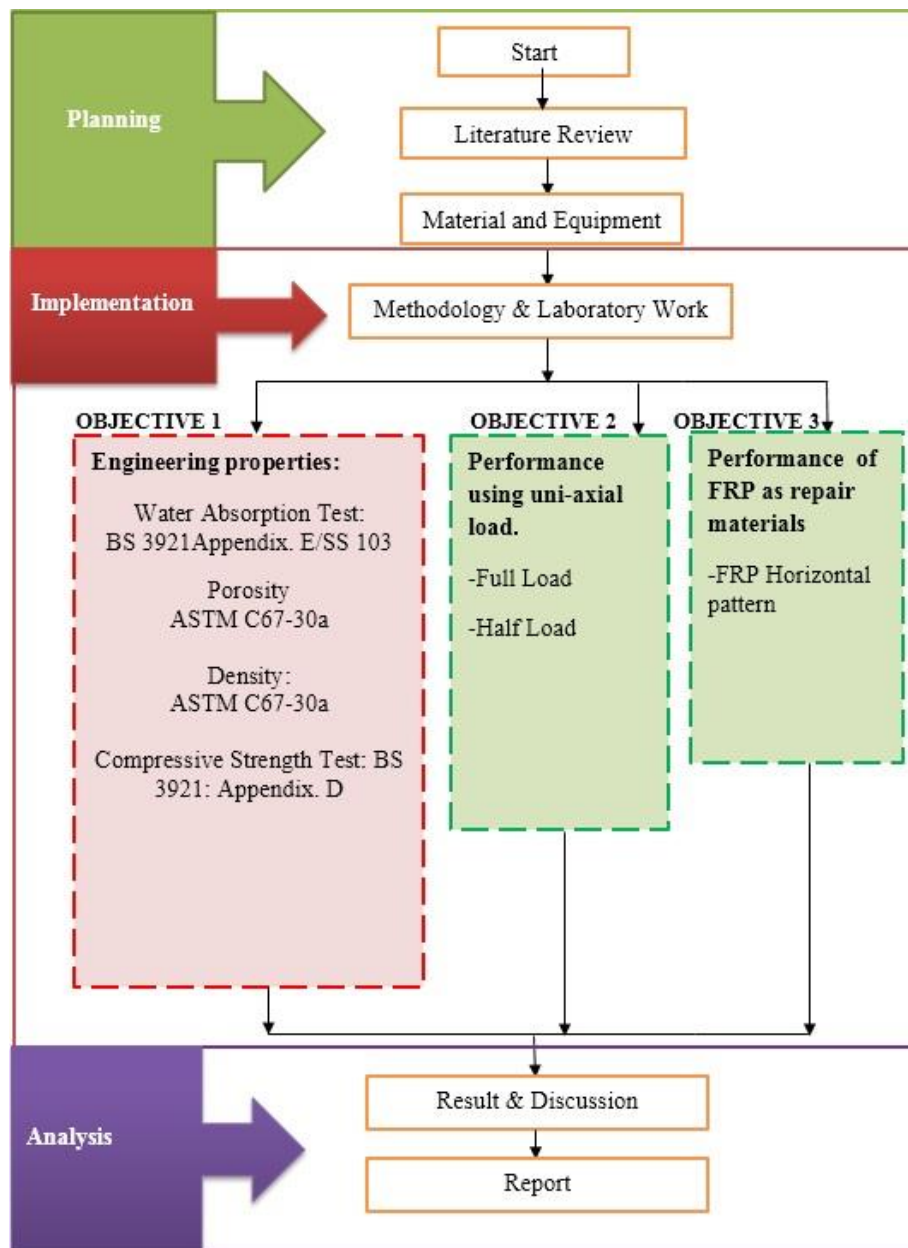 Start
Planning
Literature Review
Material and Equipment
Implementation
Methodology & Laboratory Work
OBJECTIVE 1
Engineering properties:
Water Absorption Test:
BS 3921Appendix. E/SS 103
Porosity
ASTM C67-30a
Density:
ASTM C67-30a
Compressive Strength Test: BS
3921: Appendix. D
OBJECTIVE 2
Performance
using uni-axial
load.
-Full Load
-Half Load
OBJECTIVE 3
Performance of
FRP as repair
materials
-FRP Horizontal
pattern
Analysis
Result & Discussion
Report